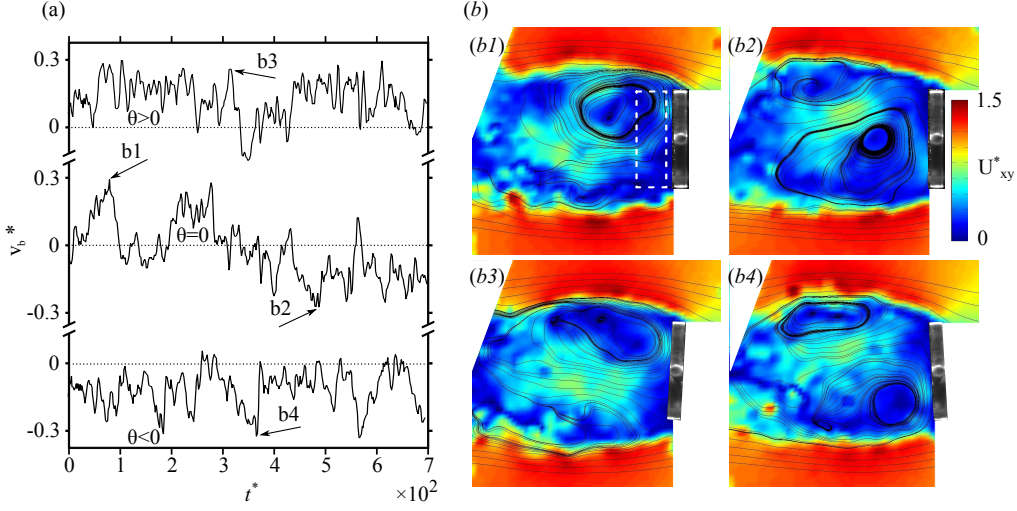 (a)
0.3
b3
θ>0
0
b1
0.3
v_b*
θ=0
0
b2
-0.3
0
b4
-0.3
θ<0
0 1 2 3 4 5 6 7
t* ×10²
(b)
(b1) (b2)
1.5
U*_xy
0
(b3) (b4)